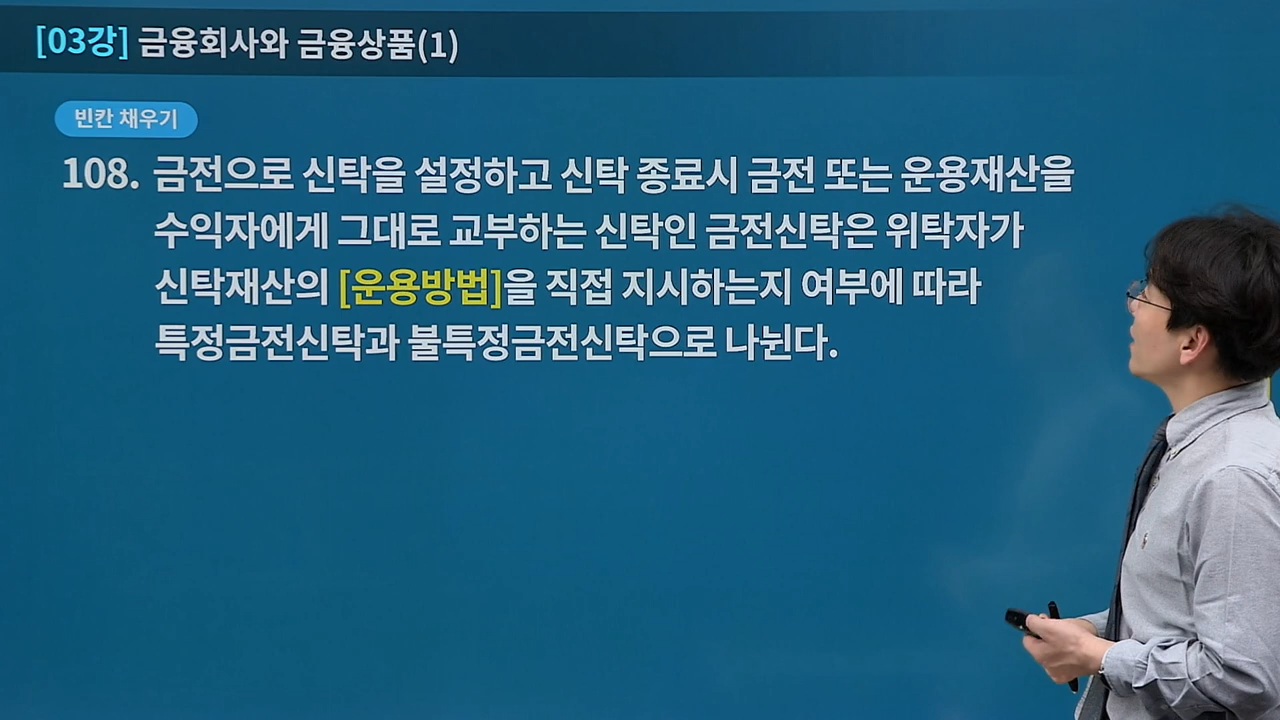 [03강] 금융회사와 금융상품(1)
빈칸 채우기
108. 금전으로 신탁을 설정하고 신탁 종료시 금전 또는 운용재산을
수익자에게 그대로 교부하는 신탁인 금전신탁은 위탁자가
신탁재산의 [운용방법]을 직접 지시하는지 여부에 따라
특정금전신탁과 불특정금전신탁으로 나뉜다.